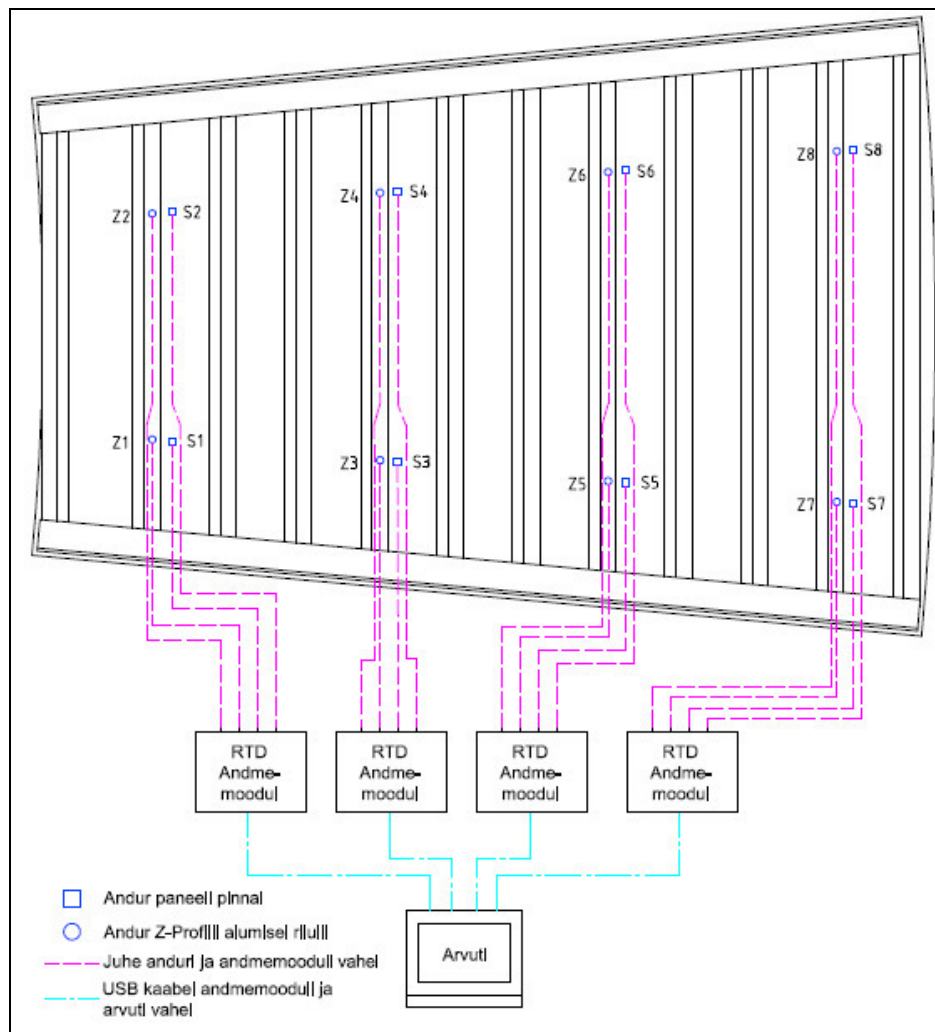 Z8 S8
Z6 S6
Z4 S4
Z2 S2
Z1 S1
Z3 S3
Z5 S5
Z7 S7
RTD
Andme-
moodul
RTD
Andme-
moodul
RTD
Andme-
moodul
RTD
Andme-
moodul
Andur paneeli pinnal
Andur Z-Profiili alumisel riiulil
Juhe anduri ja andmemooduli vahel
USB kaabel andmemooduli ja
arvuti vahel
Arvuti